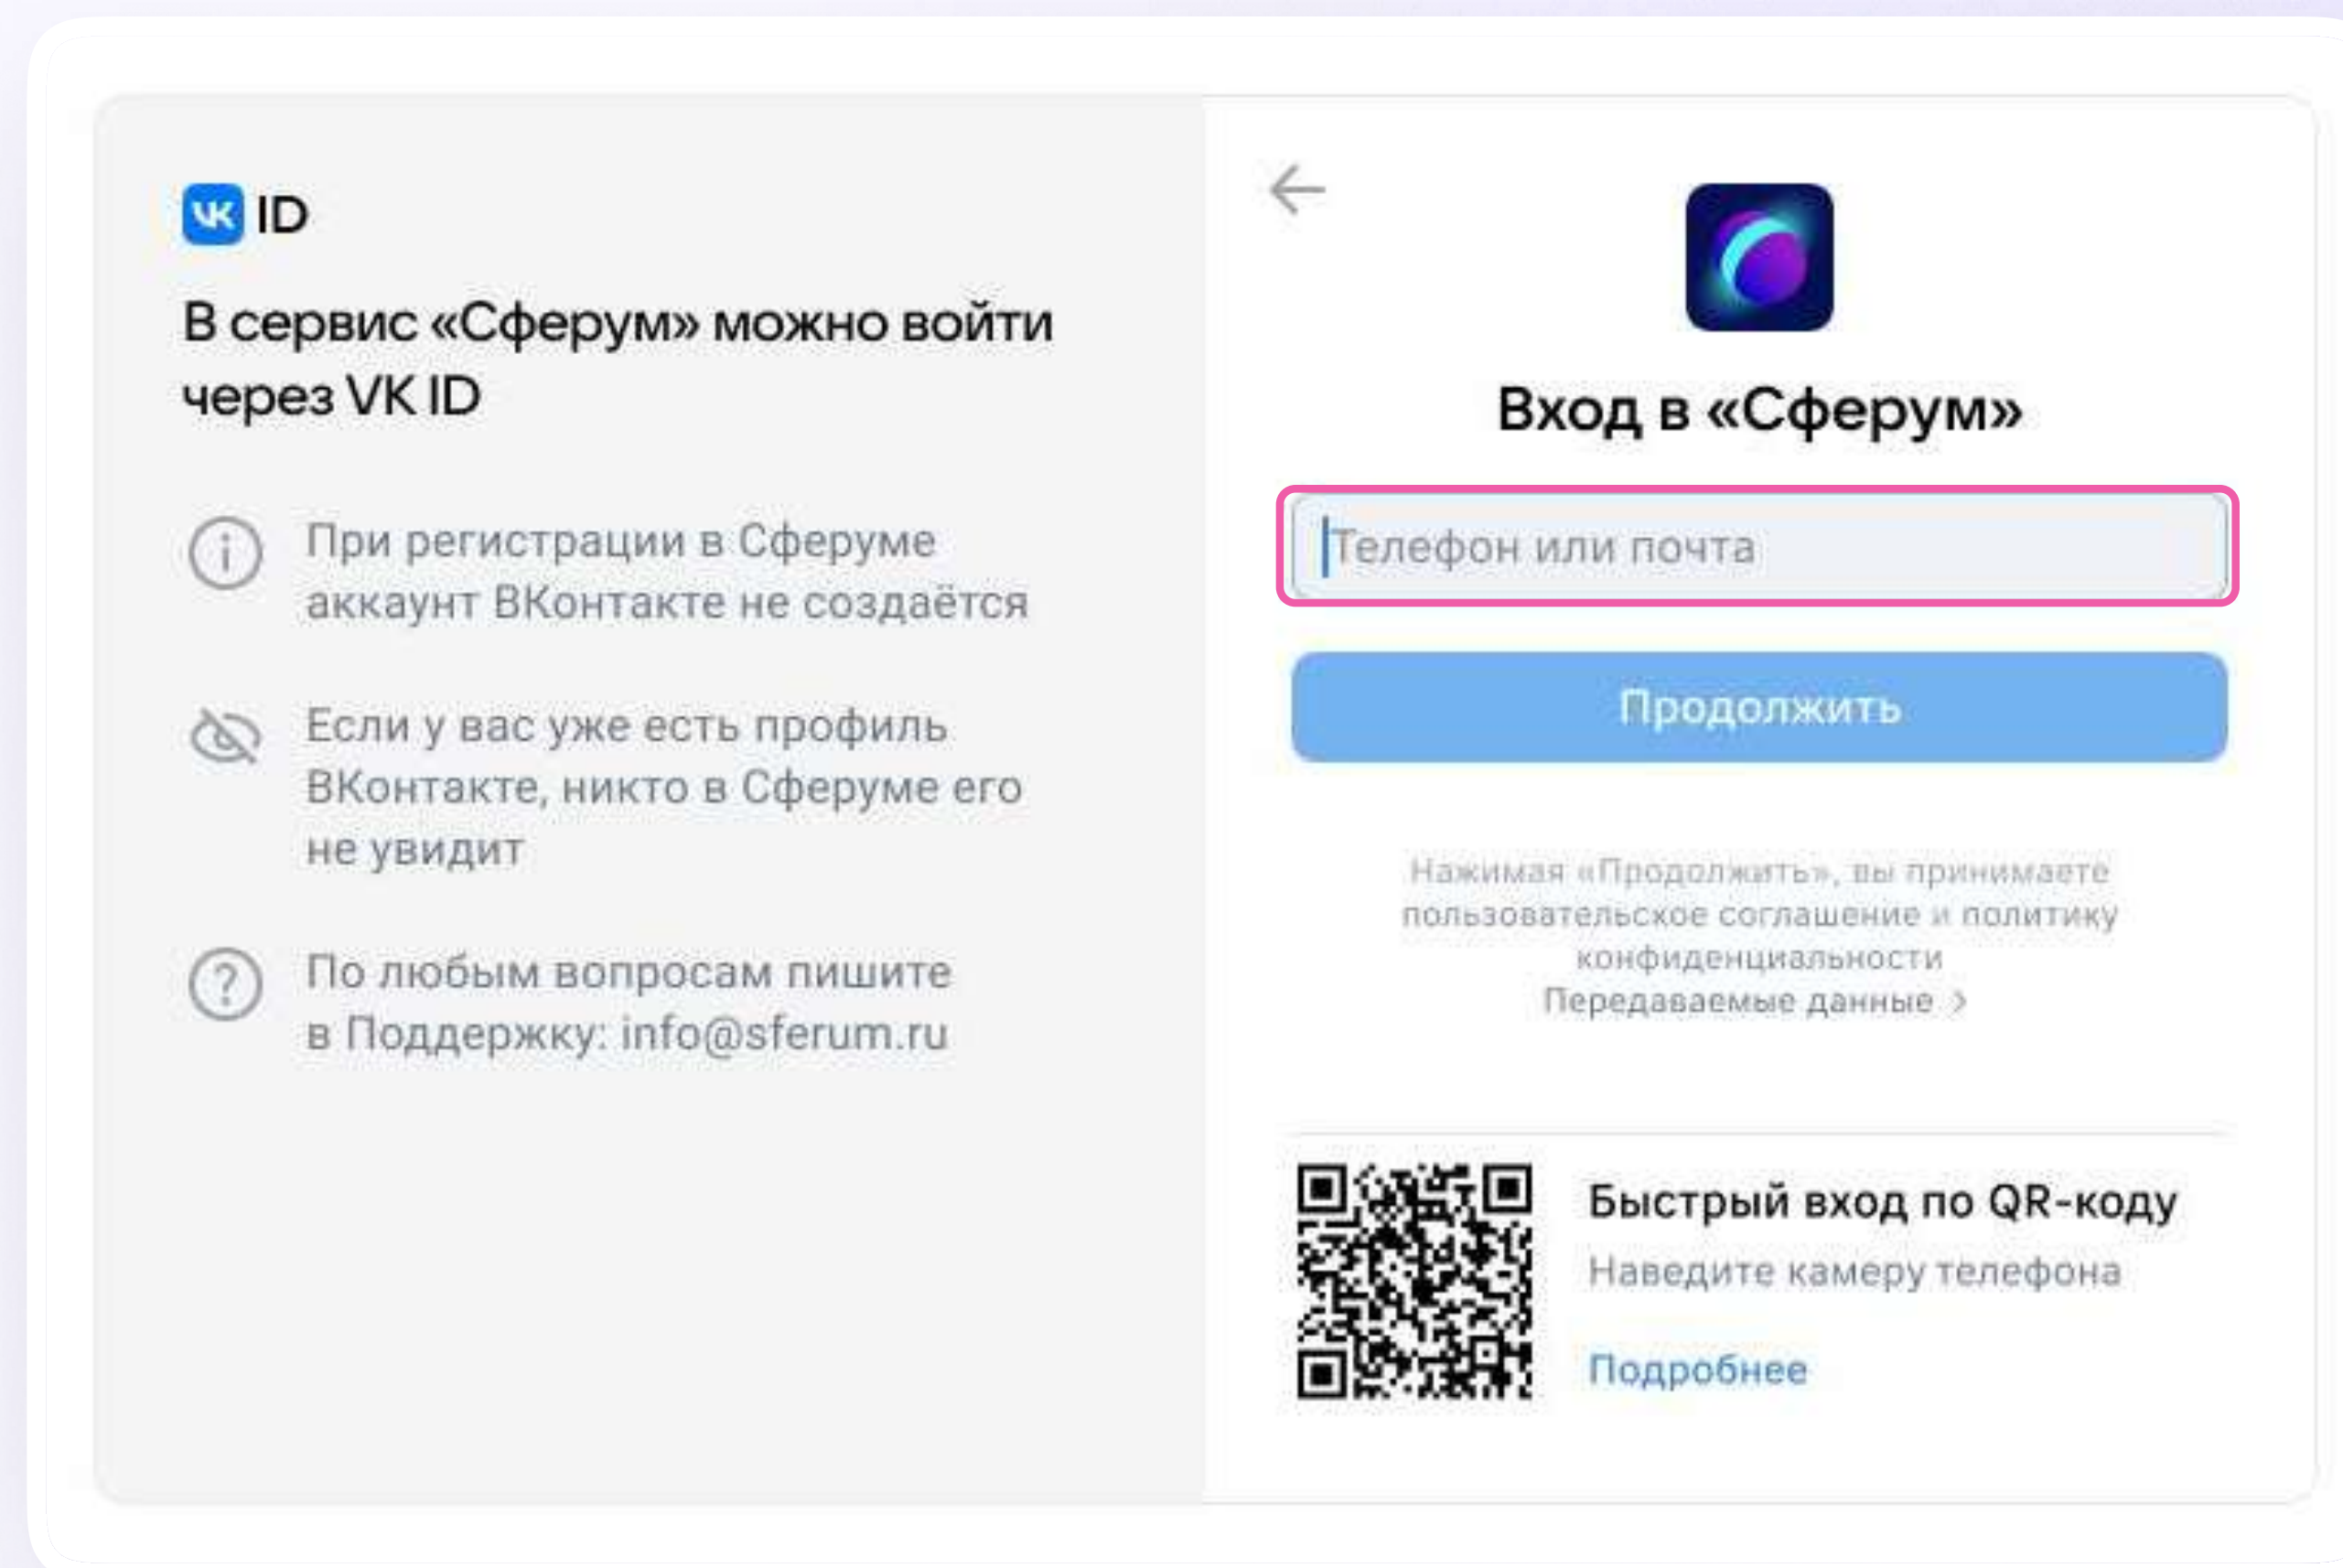 VK ID
В сервис «Сферум» можно войти
через VK ID
При регистрации в Сферуме
аккаунт ВКонтакте не создаётся
Если у вас уже есть профиль
ВКонтакте, никто в Сферуме его
не увидит
По любым вопросам пишите
в Поддержку: info@sferum.ru
Вход в «Сферум»
Телефон или почта
Продолжить
Нажимая «Продолжить», вы принимаете
пользовательское соглашение и политику
конфиденциальности
Передаваемые данные >
Быстрый вход по QR-коду
Наведите камеру телефона
Подробнее